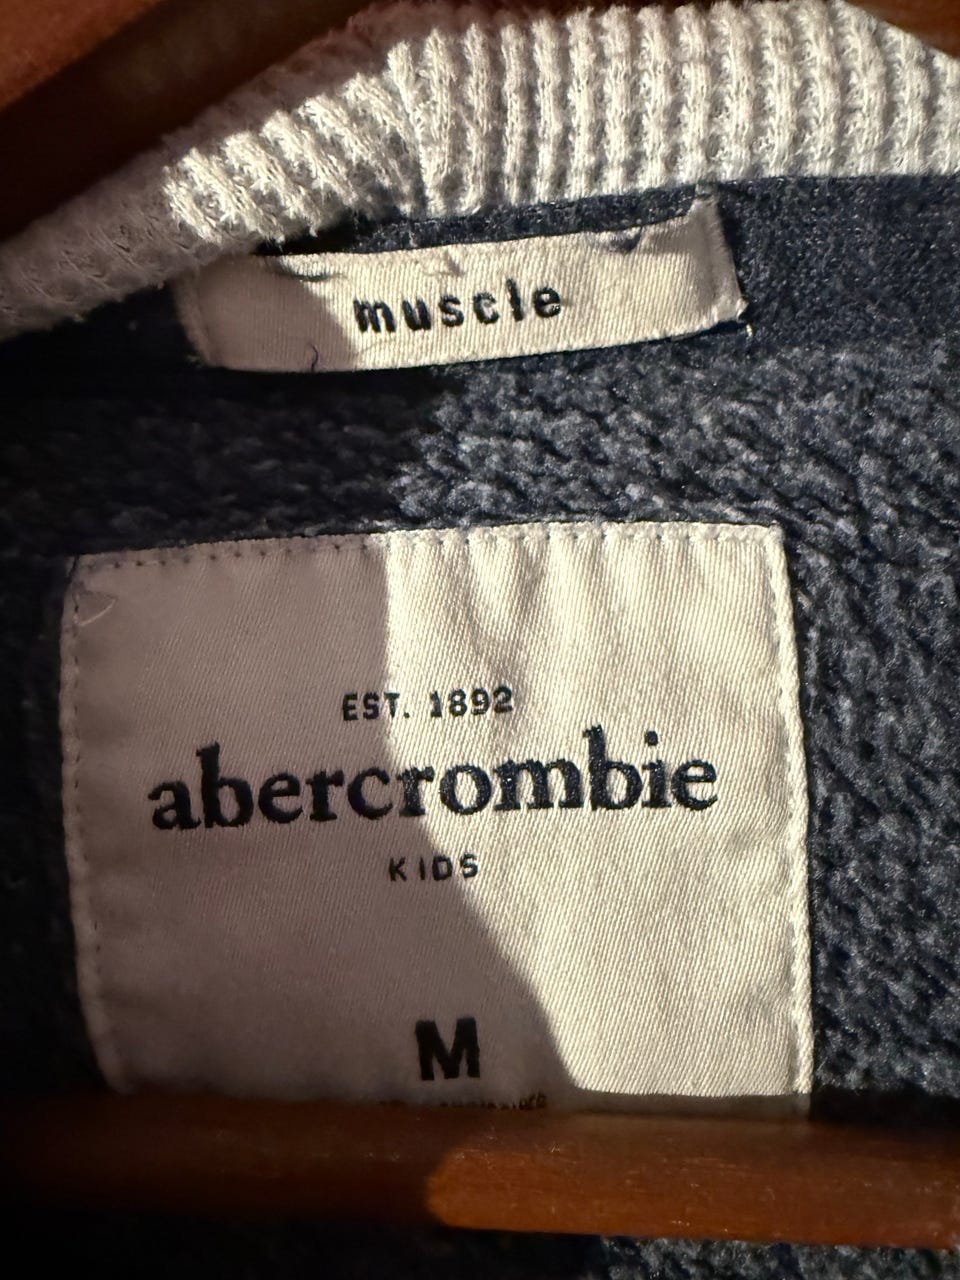 muscle
EST. 1892
abercrombie
KIDS
M